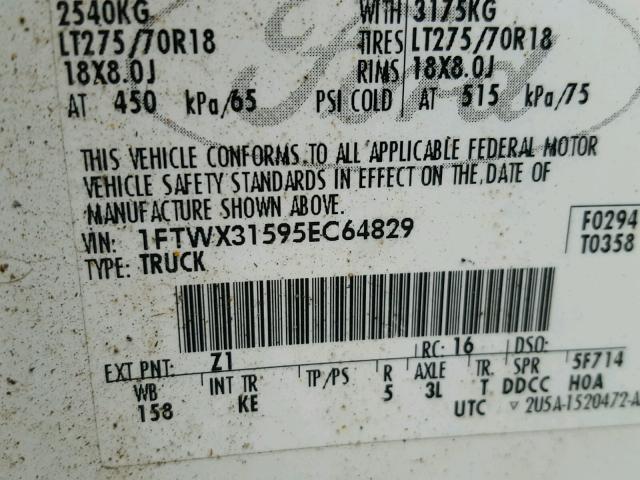 2540KG WITH 3175KG
LT275/70R18 TIRES LT275/70R18
18X8.0J RIMS 18X8.0J
AT 450 kPa/65 PSI COLD AT 515 kPa/75
Ford
THIS VEHICLE CONFORMS TO ALL APPLICABLE FEDERAL MOTOR
VEHICLE SAFETY STANDARDS IN EFFECT ON THE DATE OF
MANUFACTURE SHOWN ABOVE.
VIN: 1FTWX31595EC64829 F0294
TYPE: TRUCK T0358
EXT PNT: Z1 RC: 16 DSO:
WB INT TR TP/PS R AXLE TR SPR 5F714
158 KE 5 3L T DDCC HOA
UTC ▽ 2U5A-1520472-A